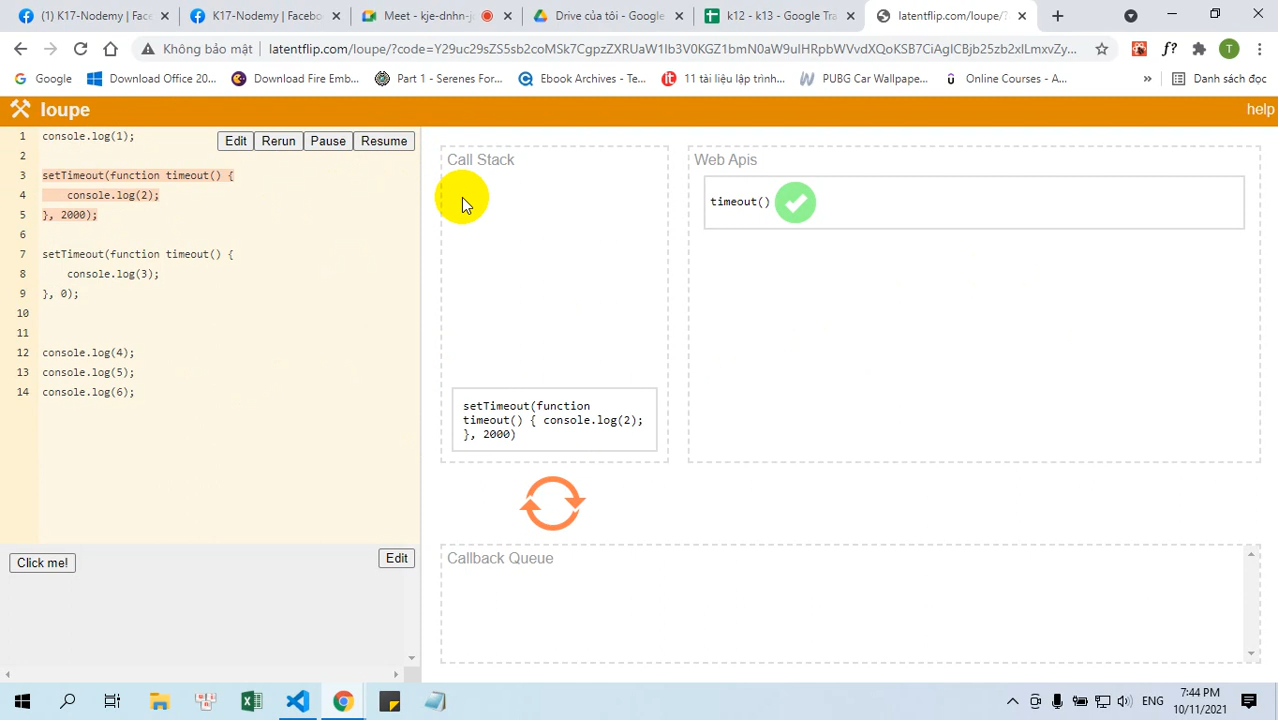 (1) K17-Nodemy | Face
K17-Nodemy | Facebook
Meet - kje-dnhn-j
Drive của tôi - Google
k12 - k13 - Google Tra
latentflip.com/loupe/?
Không bảo mật
latentflip.com/loupe/?code=
Google
Download Office 20...
Download Fire Emb...
Part 1 - Serenes For...
Ebook Archives - Te...
11 tài liệu lập trình...
PUBG Car Wallpape...
Online Courses - A...
»
Danh sách đọc
loupe
help
1 console.log(1);
Edit
Rerun
Pause
Resume
2
3 setTimeout(function timeout() {
4 console.log(2);
5 }, 2000);
6
7 setTimeout(function timeout() {
8 console.log(3);
9 }, 0);
10
11
12 console.log(4);
13 console.log(5);
14 console.log(6);
Call Stack
setTimeout(function
timeout() { console.log(2);
}, 2000)
Web Apis
timeout()
Click me!
Edit
Callback Queue
ENG
7:44 PM
10/11/2021